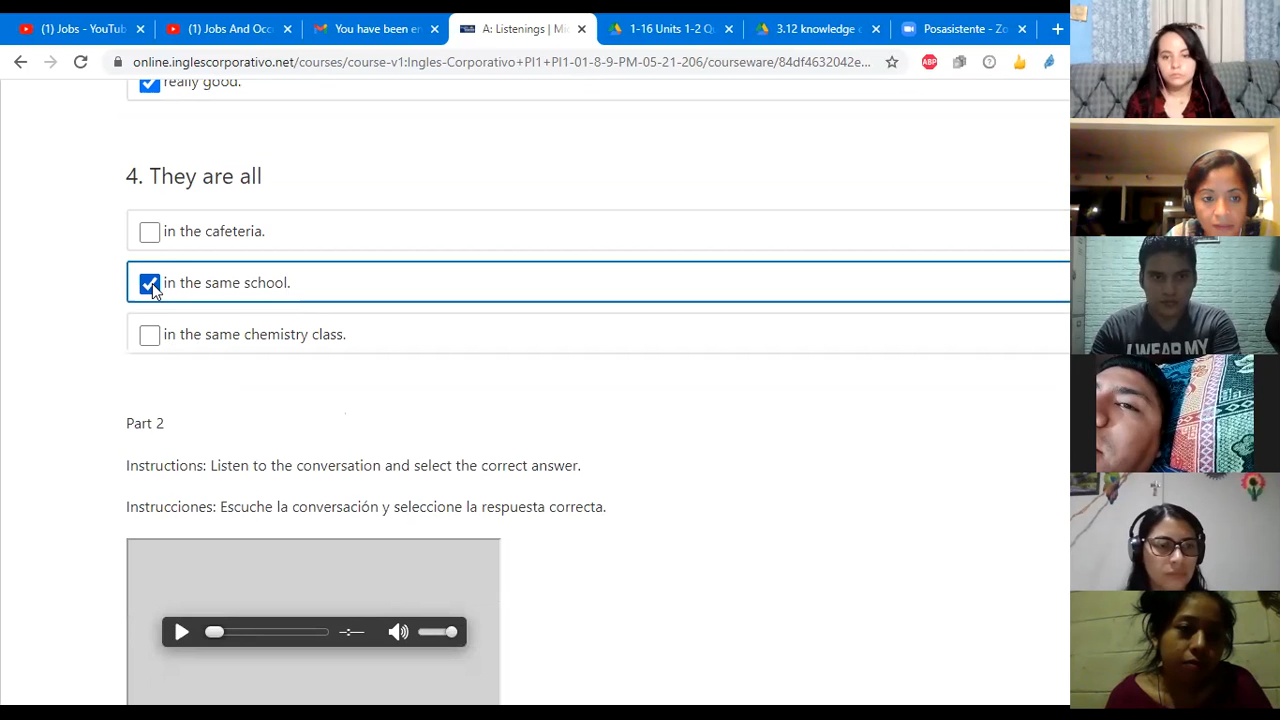 (1) Jobs - YouTub
(1) Jobs And Occ
You have been e
A: Listenings | Mi
1-16 Units 1-2 Q
3.12 knowledge
Posasistente - Zo
online.inglescorporativo.net/courses/course-v1:Ingles-Corporativo+PI1+PI1-01-8-9-PM-05-21-206/courseware/84df4632042e...
ABP
really good.
4. They are all
in the cafeteria.
in the same school.
in the same chemistry class.
Part 2
Instructions: Listen to the conversation and select the correct answer.
Instrucciones: Escuche la conversación y seleccione la respuesta correcta.
I WEAR MY